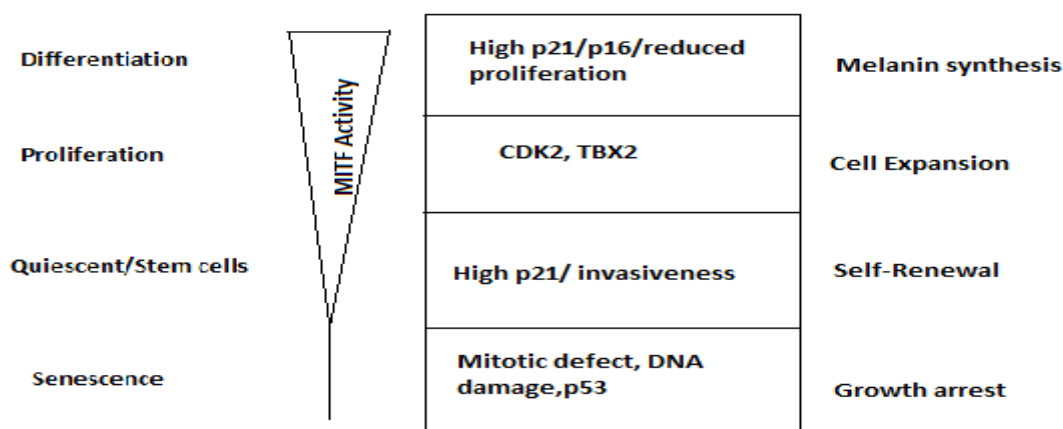 Differentiation
High p21/p16/reduced
proliferation
Melanin synthesis
MITF Activity
Proliferation
CDK2, TBX2
Cell Expansion
Quiescent/Stem cells
High p21/ invasiveness
Self-Renewal
Senescence
Mitotic defect, DNA
damage,p53
Growth arrest